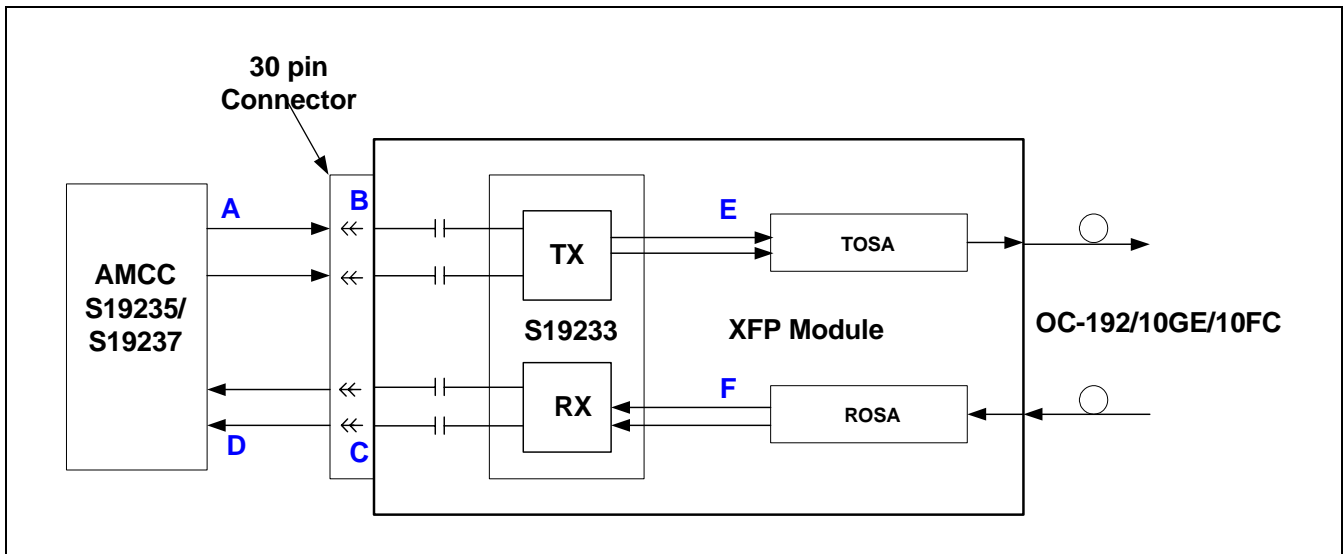 30 pin
Connector
A
B
E
TX
TOSA
AMCC
S19235/
S19237
S19233
XFP Module
OC-192/10GE/10FC
RX
F
ROSA
D
C